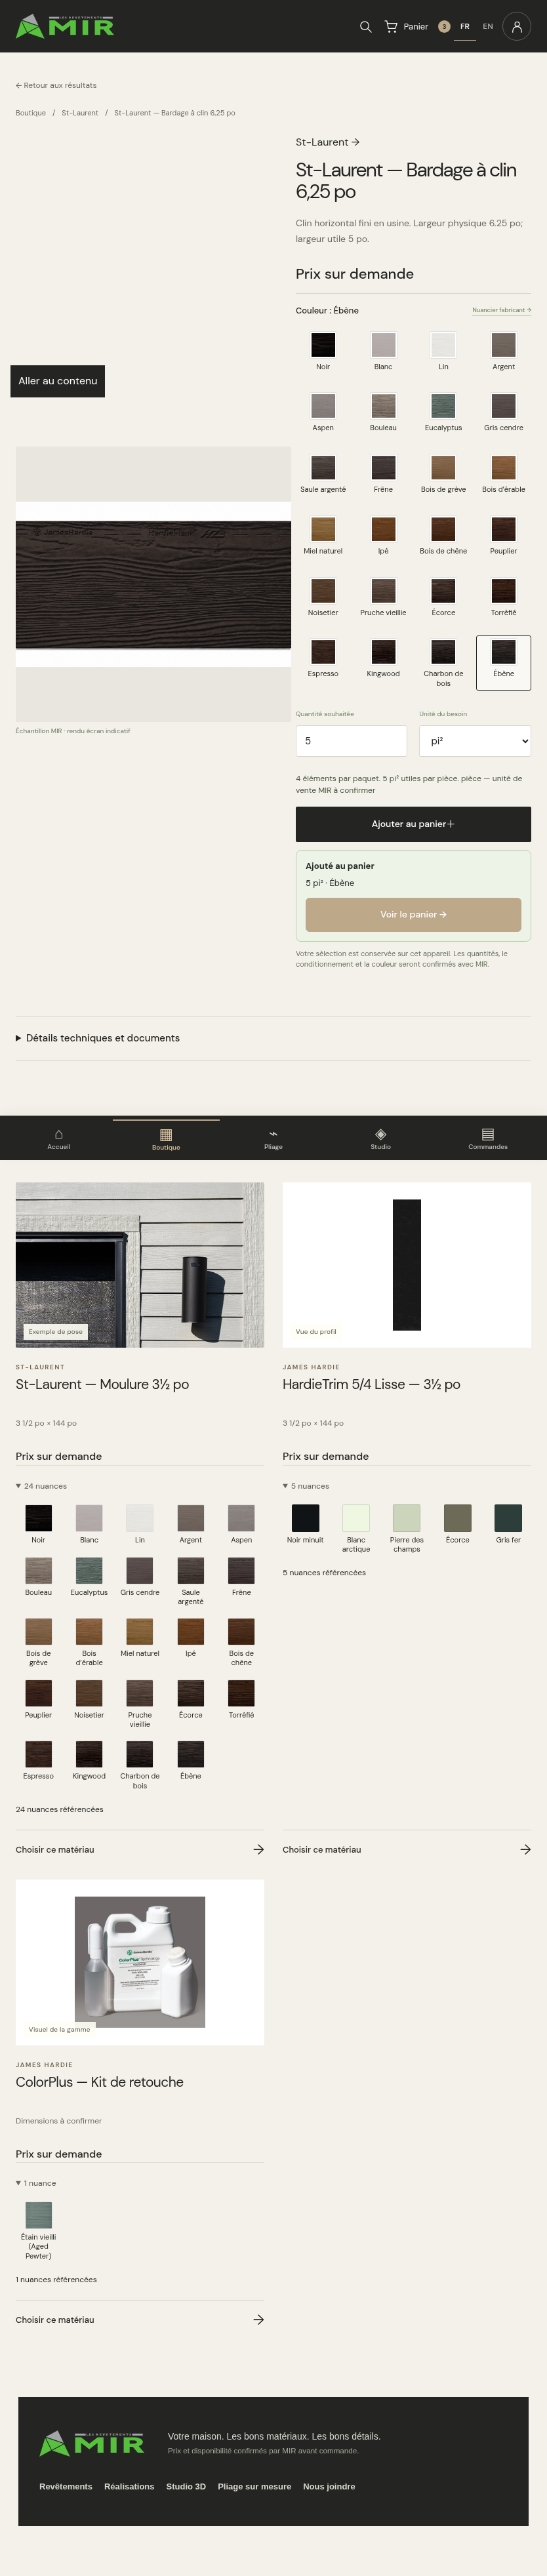 LES REVÊTEMENTS
MIR
Panier
3
FR
EN
← Retour aux résultats
Boutique / St-Laurent / St-Laurent — Bardage à clin 6,25 po
St-Laurent →
St-Laurent — Bardage à clin
6,25 po
Clin horizontal fini en usine. Largeur physique 6.25 po;
largeur utile 5 po.
Prix sur demande
Couleur : Ébène
Nuancier fabricant →
Noir
Blanc
Lin
Argent
Aller au contenu
Aspen
Bouleau
Eucalyptus
Gris cendre
Saule argenté
Frêne
Bois de grève
Bois d’érable
Miel naturel
Ipé
Bois de chêne
Peuplier
Noisetier
Pruche vieillie
Écorce
Torréfié
Espresso
Kingwood
Charbon de
bois
Ébène
Échantillon MIR · rendu écran indicatif
Quantité souhaitée
Unité du besoin
5
pi²
4 éléments par paquet. 5 pi² utiles par pièce. pièce — unité de
vente MIR à confirmer
Ajouter au panier+
Ajouté au panier
5 pi² · Ébène
Voir le panier →
Votre sélection est conservée sur cet appareil. Les quantités, le
conditionnement et la couleur seront confirmés avec MIR.
Détails techniques et documents
Accueil
Boutique
Pliage
Studio
Commandes
Exemple de pose
ST-LAURENT
St-Laurent — Moulure 3½ po
3 1/2 po × 144 po
Prix sur demande
24 nuances
Noir
Blanc
Lin
Argent
Aspen
Bouleau
Eucalyptus
Gris cendre
Saule
argenté
Frêne
Bois de
grève
Bois
d’érable
Miel naturel
Ipé
Bois de
chêne
Peuplier
Noisetier
Pruche
vieillie
Écorce
Torréfié
Espresso
Kingwood
Charbon de
bois
Ébène
24 nuances référencées
Choisir ce matériau
Vue du profil
JAMES HARDIE
HardieTrim 5/4 Lisse — 3½ po
3 1/2 po × 144 po
Prix sur demande
5 nuances
Noir minuit
Blanc
arctique
Pierre des
champs
Écorce
Gris fer
5 nuances référencées
Choisir ce matériau
ColorPlus Technology
Visuel de la gamme
JAMES HARDIE
ColorPlus — Kit de retouche
Dimensions à confirmer
Prix sur demande
1 nuance
Étain vieilli
(Aged
Pewter)
1 nuances référencées
Choisir ce matériau
LES REVÊTEMENTS
MIR
Votre maison. Les bons matériaux. Les bons détails.
Prix et disponibilité confirmés par MIR avant commande.
Revêtements
Réalisations
Studio 3D
Pliage sur mesure
Nous joindre